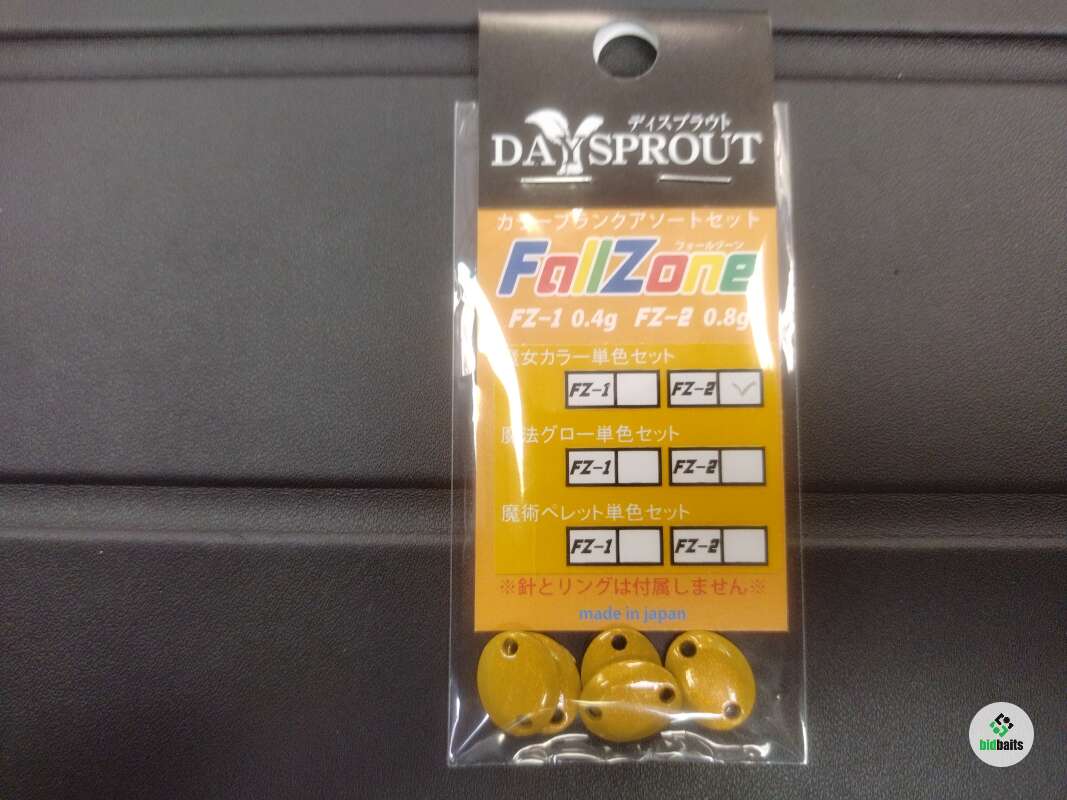 ディスプラウト
DAYSPROUT
カラーブランクアソートセット
フォールゾーン
FallZone
FZ-1 0.4g FZ-2 0.8g
魔女カラー単色セット
FZ-1 FZ-2
魔法グロー単色セット
FZ-1 FZ-2
魔術ペレット単色セット
FZ-1 FZ-2
※針とリングは付属しません※
made in japan
bidbaits